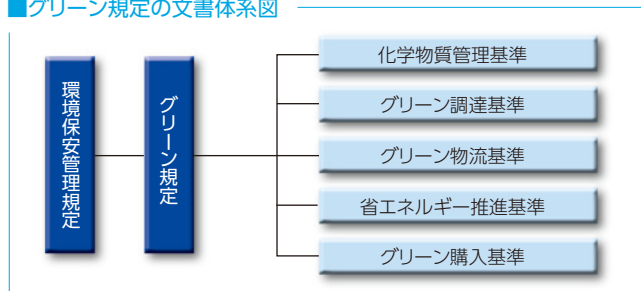 ■グリーン規定の文書体系図
環境保安管理規定
グリーン規定
化学物質管理基準
グリーン調達基準
グリーン物流基準
省エネルギー推進基準
グリーン購入基準